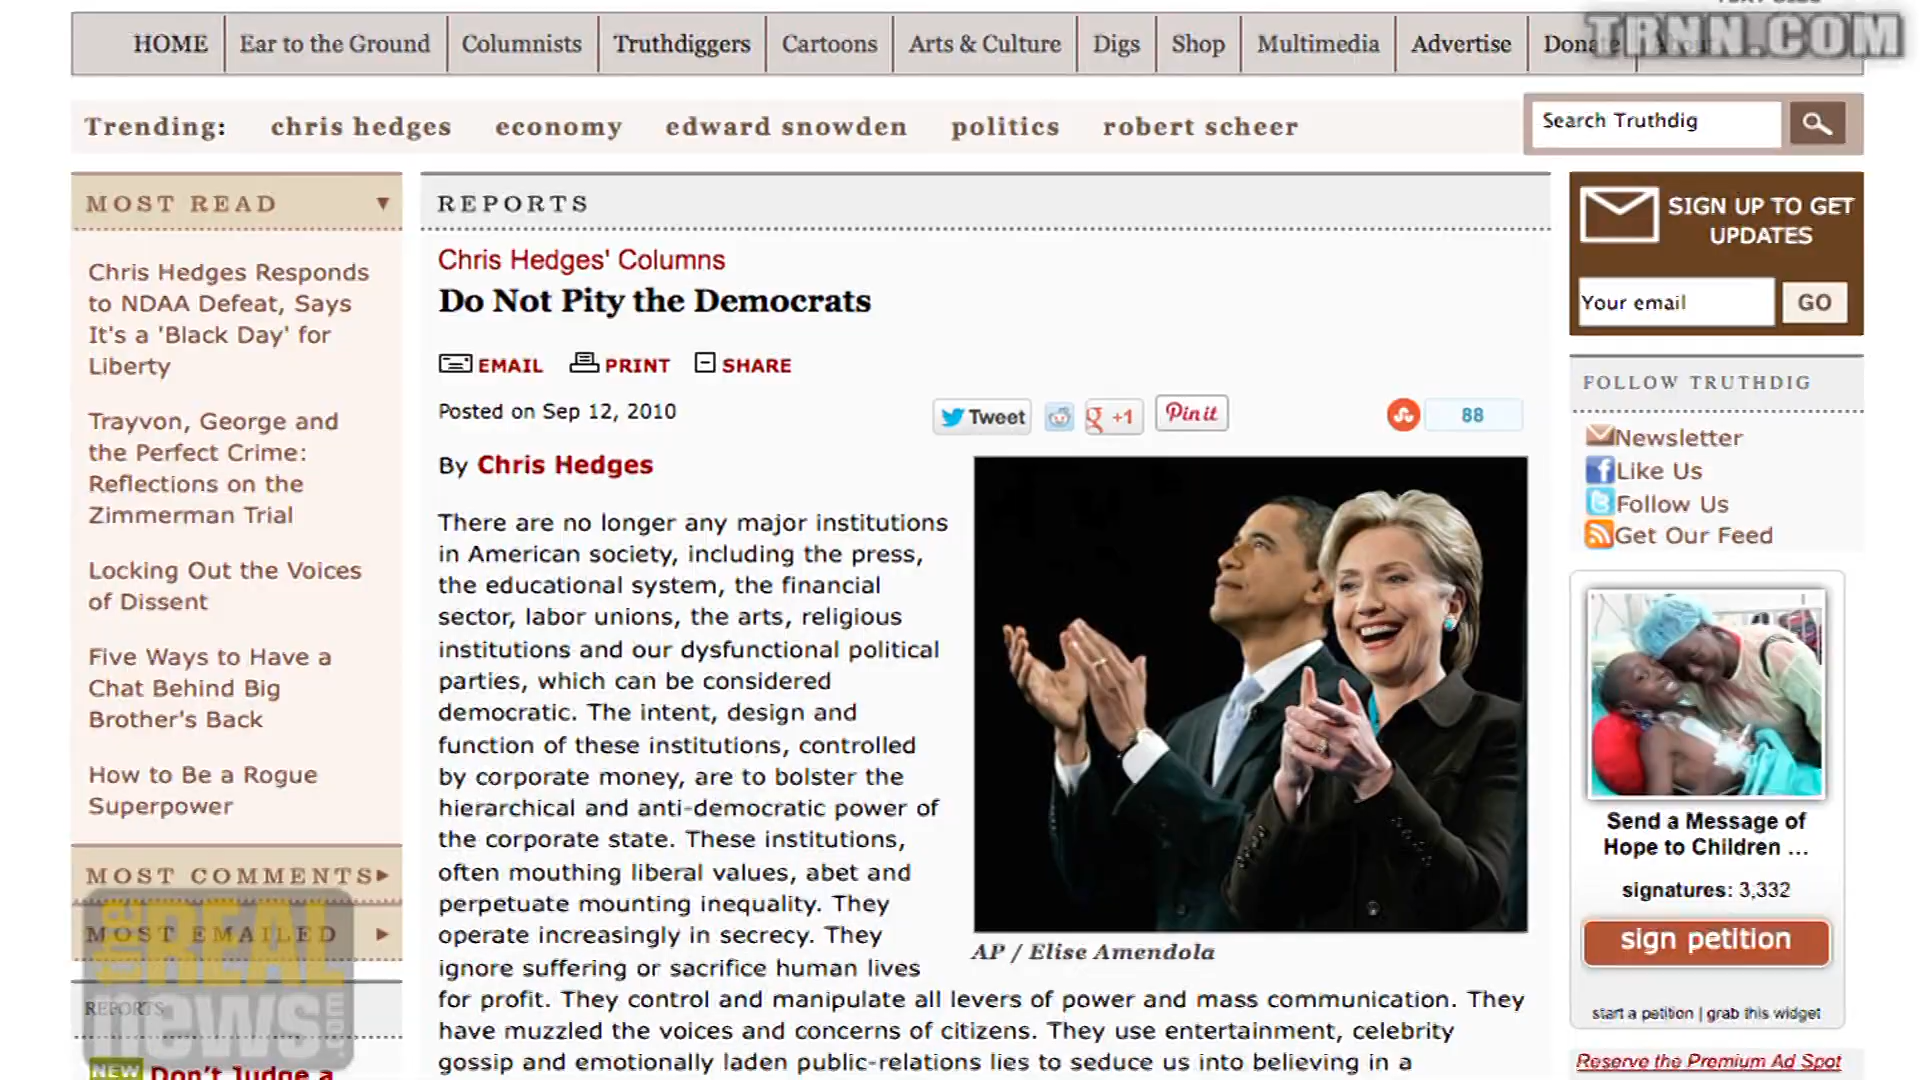 TRNN.COM
HOME Ear to the Ground Columnists Truthdiggers Cartoons Arts & Culture Digs Shop Multimedia Advertise Donate About
Trending: chris hedges economy edward snowden politics robert scheer
Search Truthdig
MOST READ
Chris Hedges Responds
to NDAA Defeat, Says
It's a 'Black Day' for
Liberty
Trayvon, George and
the Perfect Crime:
Reflections on the
Zimmerman Trial
Locking Out the Voices
of Dissent
Five Ways to Have a
Chat Behind Big
Brother's Back
How to Be a Rogue
Superpower
MOST COMMENTS
MOST EMAILED
THE REAL
news.com
REPORTS
NEW Don't Judge a
REPORTS
Chris Hedges' Columns
Do Not Pity the Democrats
EMAIL PRINT SHARE
Posted on Sep 12, 2010
Tweet
g +1
Pin it
88
By Chris Hedges
There are no longer any major institutions
in American society, including the press,
the educational system, the financial
sector, labor unions, the arts, religious
institutions and our dysfunctional political
parties, which can be considered
democratic. The intent, design and
function of these institutions, controlled
by corporate money, are to bolster the
hierarchical and anti-democratic power of
the corporate state. These institutions,
often mouthing liberal values, abet and
perpetuate mounting inequality. They
operate increasingly in secrecy. They
ignore suffering or sacrifice human lives
for profit. They control and manipulate all levers of power and mass communication. They
have muzzled the voices and concerns of citizens. They use entertainment, celebrity
gossip and emotionally laden public-relations lies to seduce us into believing in a
AP / Elise Amendola
SIGN UP TO GET
UPDATES
Your email GO
FOLLOW TRUTHDIG
Newsletter
Like Us
Follow Us
Get Our Feed
Send a Message of
Hope to Children ...
signatures: 3,332
sign petition
start a petition | grab this widget
Reserve the Premium Ad Spot